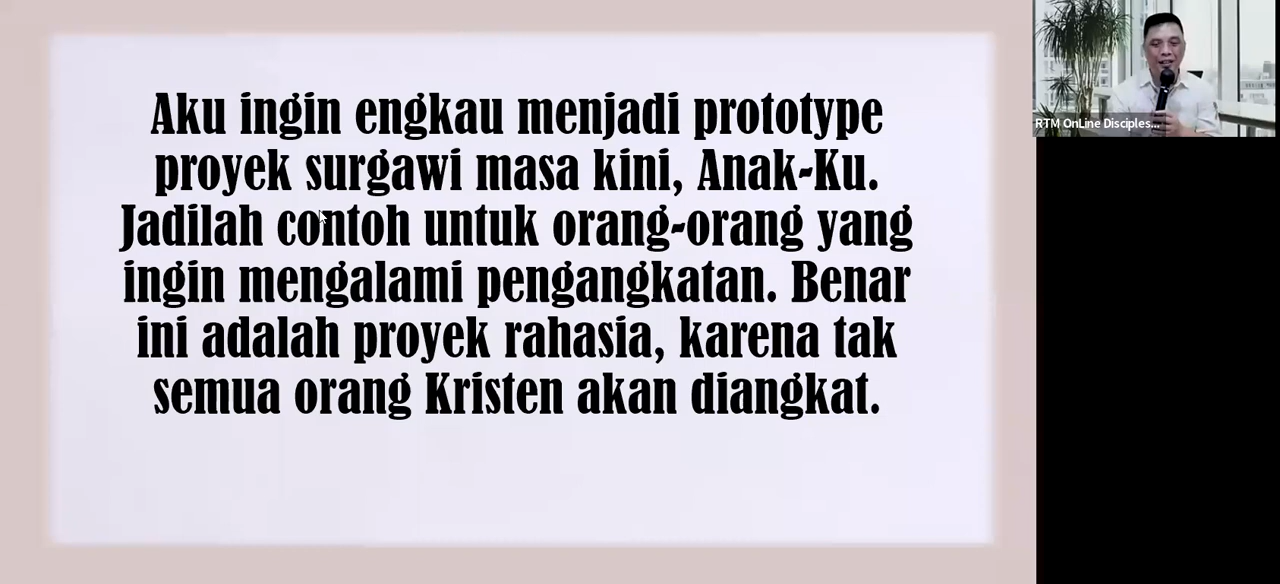 Aku ingin engkau menjadi prototype
proyek surgawi masa kini, Anak-Ku.
Jadilah contoh untuk orang-orang yang
ingin mengalami pengangkatan. Benar
ini adalah proyek rahasia, karena tak
semua orang Kristen akan diangkat.
RTM OnLine Disciples...